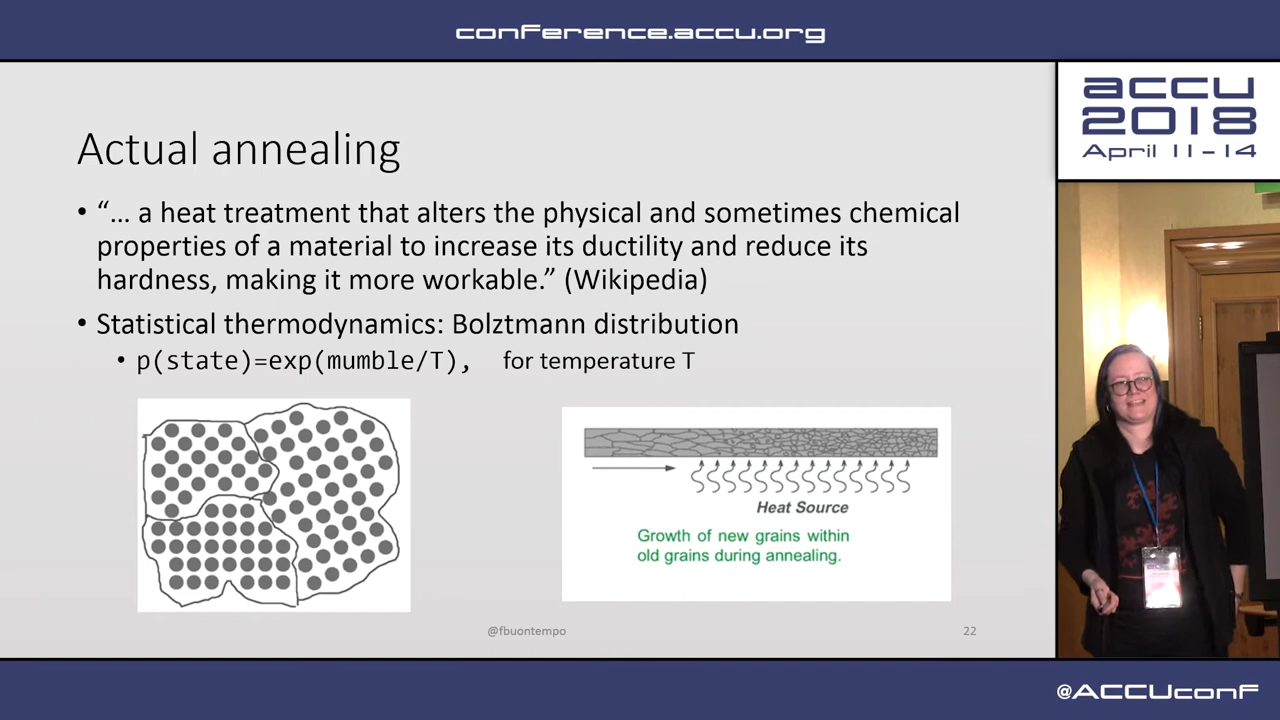 conference.accu.org
accu
2018
April 11-14
Actual annealing
• “… a heat treatment that alters the physical and sometimes chemical
properties of a material to increase its ductility and reduce its
hardness, making it more workable.” (Wikipedia)
• Statistical thermodynamics: Bolztmann distribution
• p(state)=exp(mumble/T), for temperature T
Heat Source
Growth of new grains within
old grains during annealing.
@fbuontempo
22
@ACCUconf